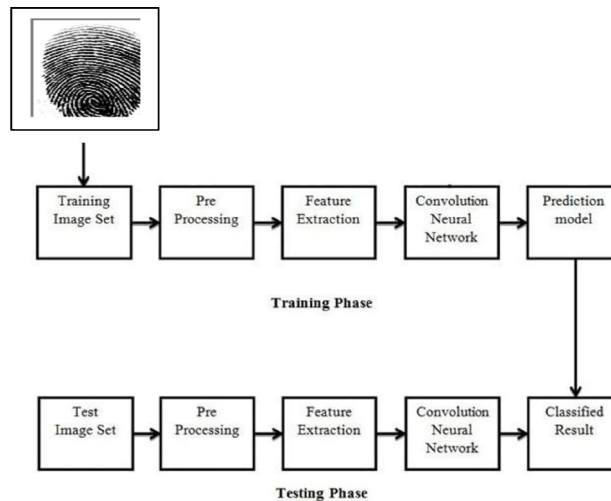 Training
Image Set
Pre
Processing
Feature
Extraction
Convolution
Neural
Network
Prediction
model
Training Phase
Test
Image Set
Pre
Processing
Feature
Extraction
Convolution
Neural
Network
Classified
Result
Testing Phase